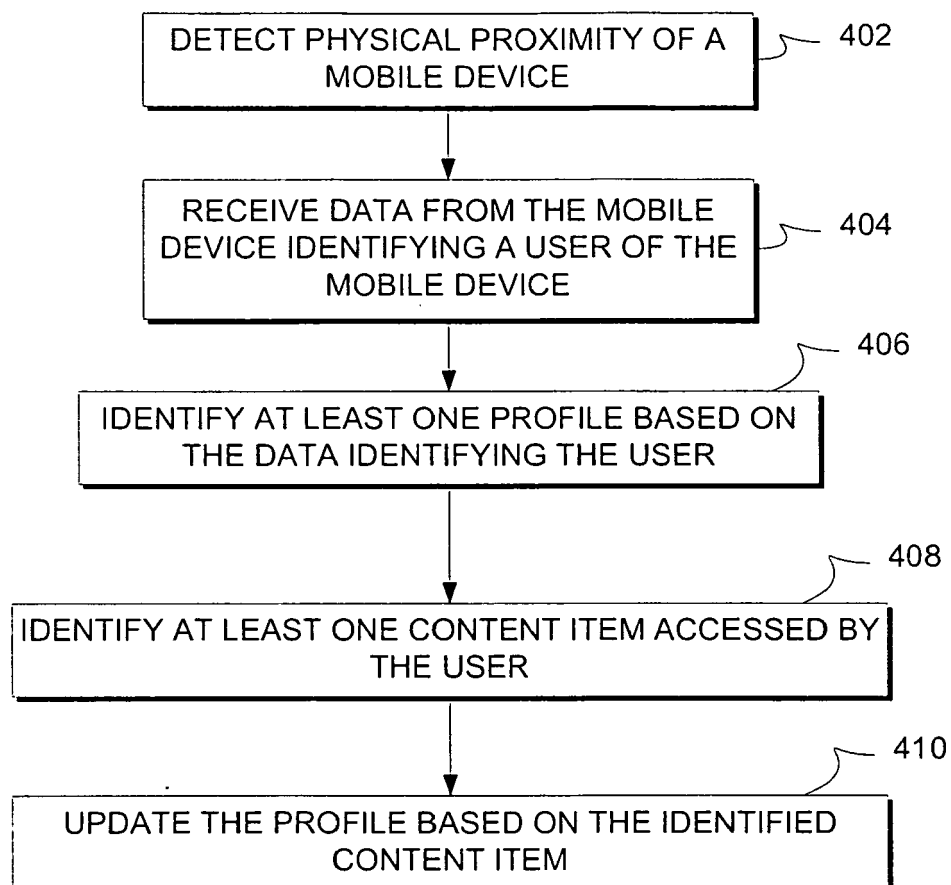 DETECT PHYSICAL PROXIMITY OF A
MOBILE DEVICE
402
RECEIVE DATA FROM THE MOBILE
DEVICE IDENTIFYING A USER OF THE
MOBILE DEVICE
404
406
IDENTIFY AT LEAST ONE PROFILE BASED ON
THE DATA IDENTIFYING THE USER
408
IDENTIFY AT LEAST ONE CONTENT ITEM ACCESSED BY
THE USER
410
UPDATE THE PROFILE BASED ON THE IDENTIFIED
CONTENT ITEM